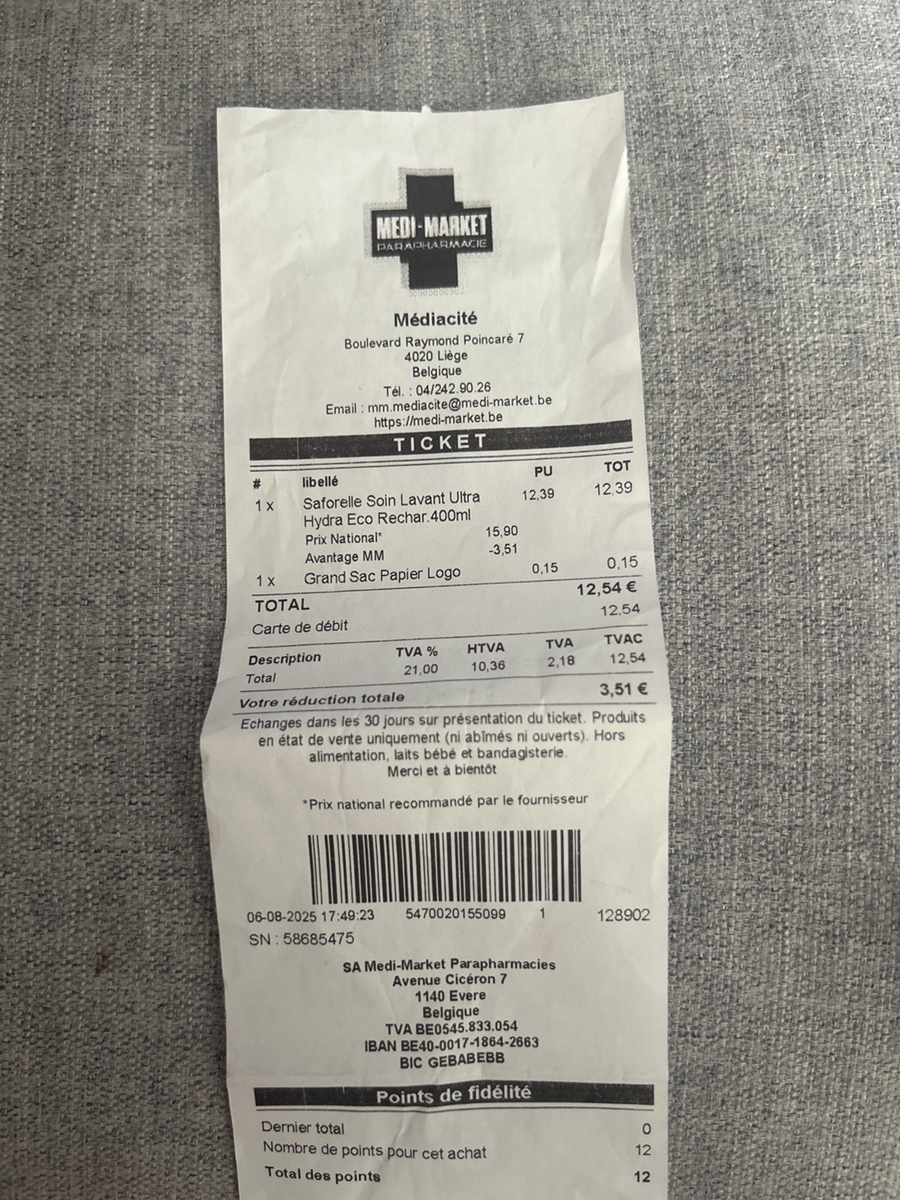 MEDI-MARKET
PARAPHARMACIE
Médiacité
Boulevard Raymond Poincaré 7
4020 Liège
Belgique
Tél. : 04/242.90.26
Email : mm.mediacite@medi-market.be
https://medi-market.be
TICKET
# libellé PU TOT
1 x Saforelle Soin Lavant Ultra 12,39 12,39
Hydra Eco Rechar.400ml
Prix National* 15,90
Avantage MM -3,51
1 x Grand Sac Papier Logo 0,15 0,15
TOTAL 12,54 €
Carte de débit 12,54
Description TVA % HTVA TVA TVAC
Total 21,00 10,36 2,18 12,54
Votre réduction totale 3,51 €
Echanges dans les 30 jours sur présentation du ticket. Produits
en état de vente uniquement (ni abîmés ni ouverts). Hors
alimentation, laits bébé et bandagisterie.
Merci et à bientôt
*Prix national recommandé par le fournisseur
06-08-2025 17:49:23 5470020155099 1 128902
SN : 58685475
SA Medi-Market Parapharmacies
Avenue Cicéron 7
1140 Evere
Belgique
TVA BE0545.833.054
IBAN BE40-0017-1864-2663
BIC GEBABEBB
Points de fidélité
Dernier total 0
Nombre de points pour cet achat 12
Total des points 12